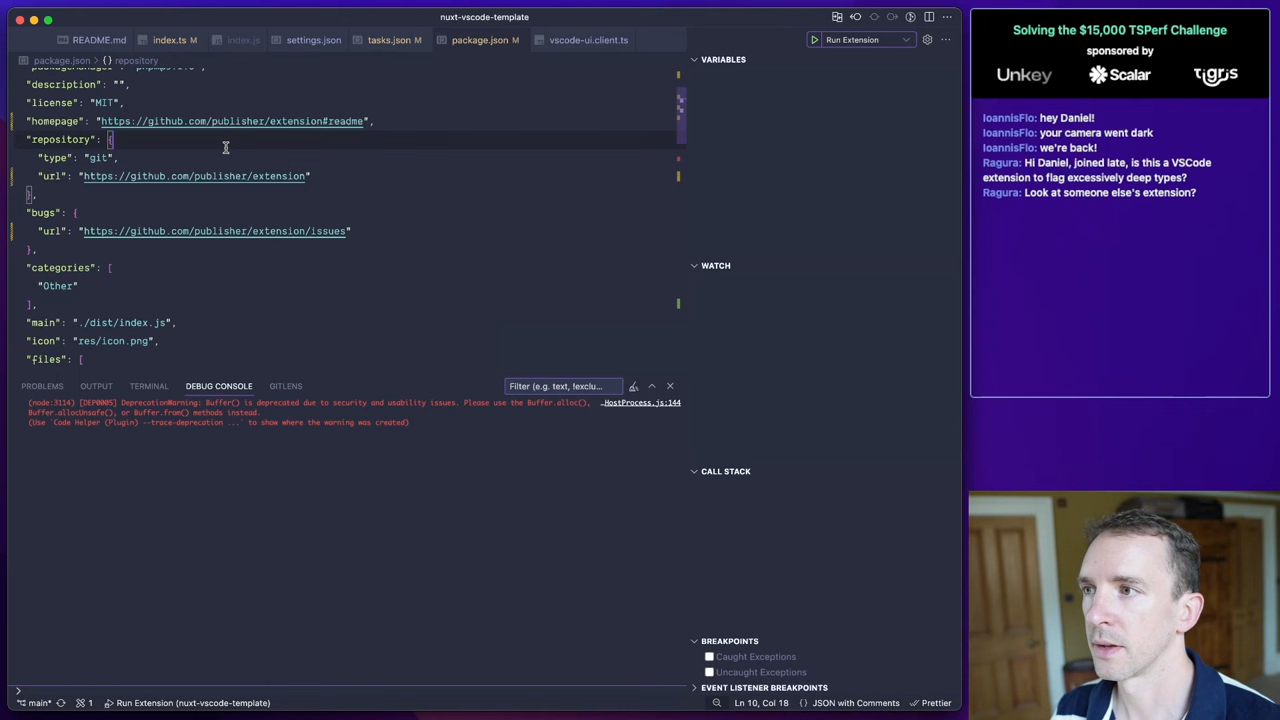 nuxt-vscode-template
README.md
index.ts M
index.js
settings.json
tasks.json M
package.json M
vscode-ui.client.ts
Run Extension
package.json > {} repository
"description": "",
"license": "MIT",
"homepage": "https://github.com/publisher/extension#readme",
"repository": {
"type": "git",
"url": "https://github.com/publisher/extension"
},
"bugs": {
"url": "https://github.com/publisher/extension/issues"
},
"categories": [
"Other"
],
"main": "./dist/index.js",
"icon": "res/icon.png",
"files": [
VARIABLES
WATCH
CALL STACK
BREAKPOINTS
Caught Exceptions
Uncaught Exceptions
EVENT LISTENER BREAKPOINTS
PROBLEMS OUTPUT TERMINAL DEBUG CONSOLE GITLENS
Filter (e.g. text, !exclu...
(node:3114) [DEP0005] DeprecationWarning: Buffer() is deprecated due to security and usability issues. Please use the Buffer.alloc(), …HostProcess.js:144
Buffer.allocUnsafe(), or Buffer.from() methods instead.
(Use `Code Helper (Plugin) --trace-deprecation ...` to show where the warning was created)
main* 1 Run Extension (nuxt-vscode-template) Ln 10, Col 18 {} JSON with Comments Prettier
Solving the $15,000 TSPerf Challenge
sponsored by
Unkey Scalar tigris
IoannisFlo: hey Daniel!
IoannisFlo: your camera went dark
IoannisFlo: we're back!
Ragura: Hi Daniel, joined late, is this a VSCode
extension to flag excessively deep types?
Ragura: Look at someone else's extension?